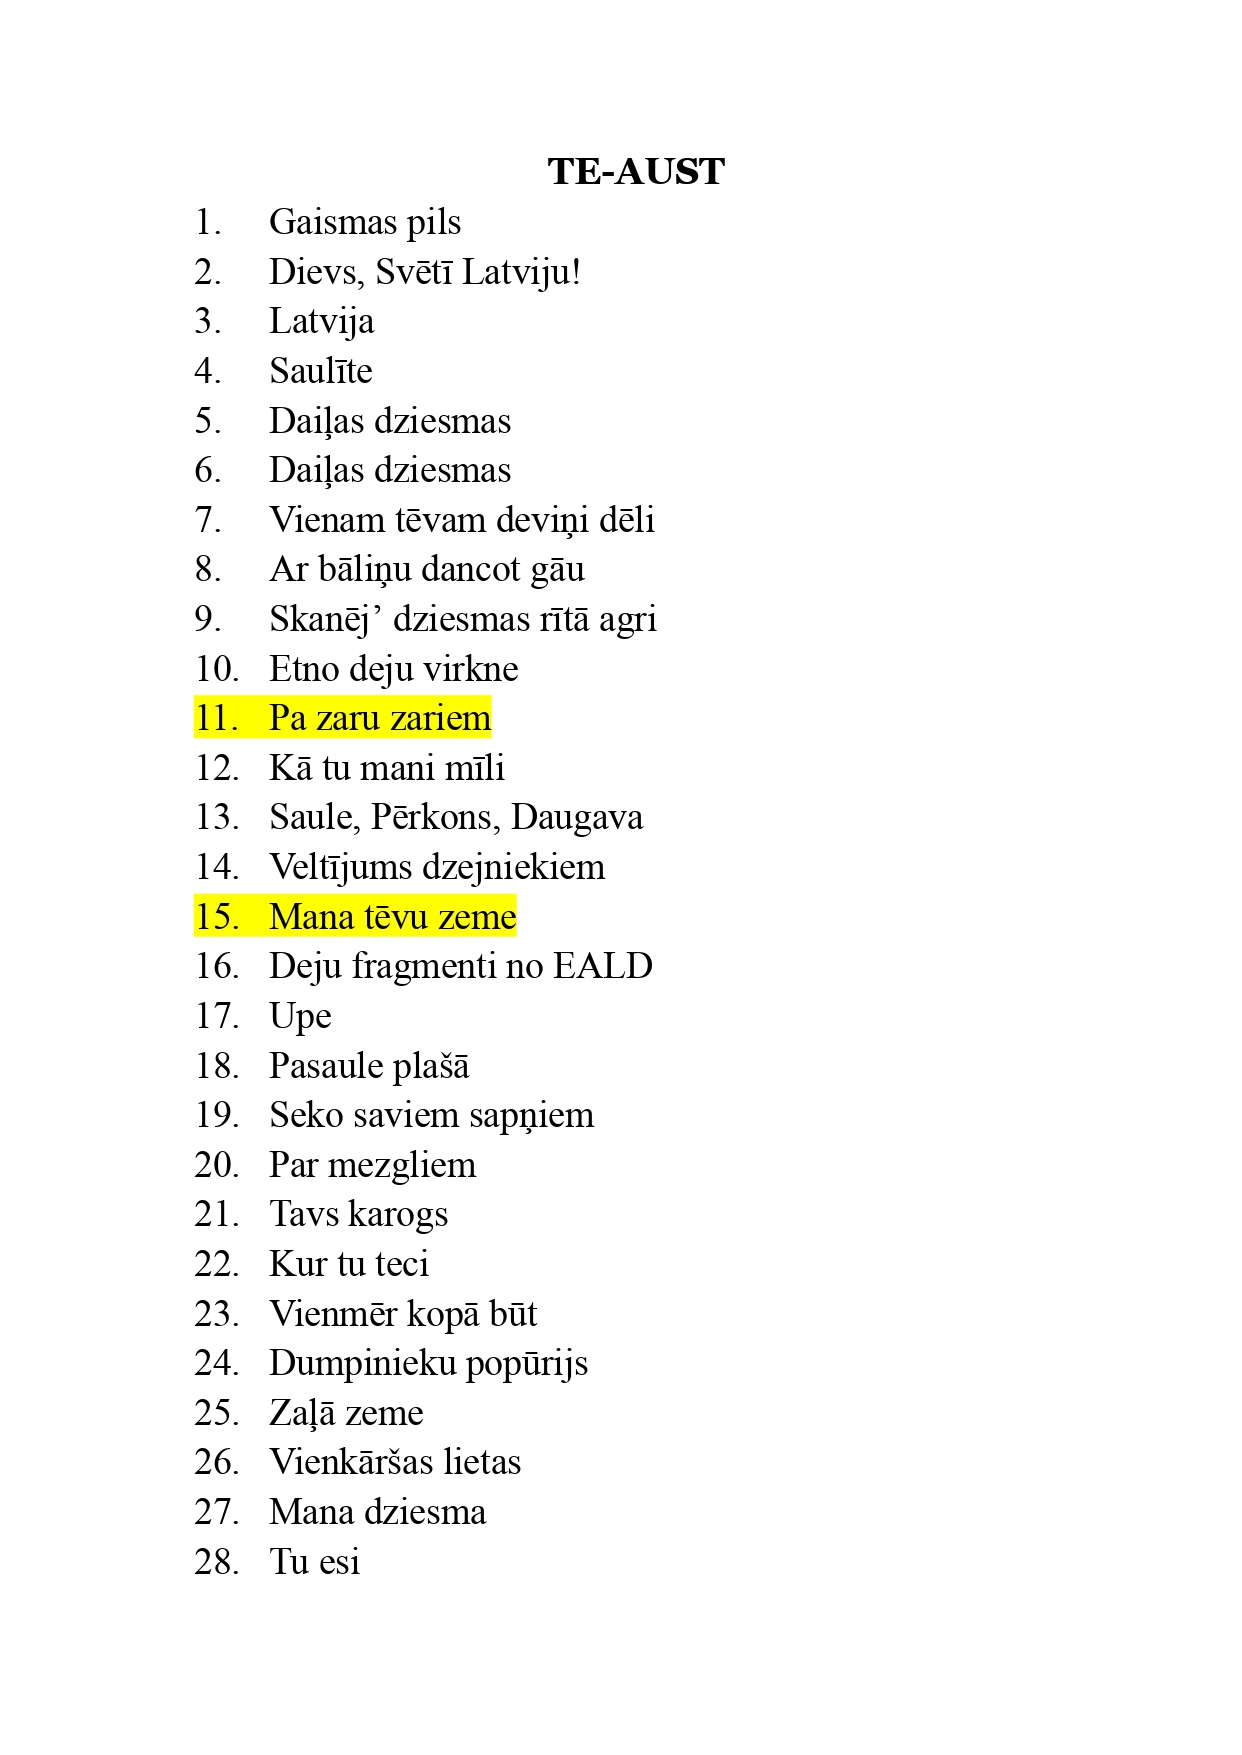 TE-AUST
1. Gaismas pils
2. Dievs, Svētī Latviju!
3. Latvija
4. Saulīte
5. Daiļas dziesmas
6. Daiļas dziesmas
7. Vienam tēvam deviņi dēli
8. Ar bāliņu dancot gāu
9. Skanēj’ dziesmas rītā agri
10. Etno deju virkne
11. Pa zaru zariem
12. Kā tu mani mīli
13. Saule, Pērkons, Daugava
14. Veltījums dzejniekiem
15. Mana tēvu zeme
16. Deju fragmenti no EALD
17. Upe
18. Pasaule plašā
19. Seko saviem sapņiem
20. Par mezgliem
21. Tavs karogs
22. Kur tu teci
23. Vienmēr kopā būt
24. Dumpinieku popūrijs
25. Zaļā zeme
26. Vienkāršas lietas
27. Mana dziesma
28. Tu esi